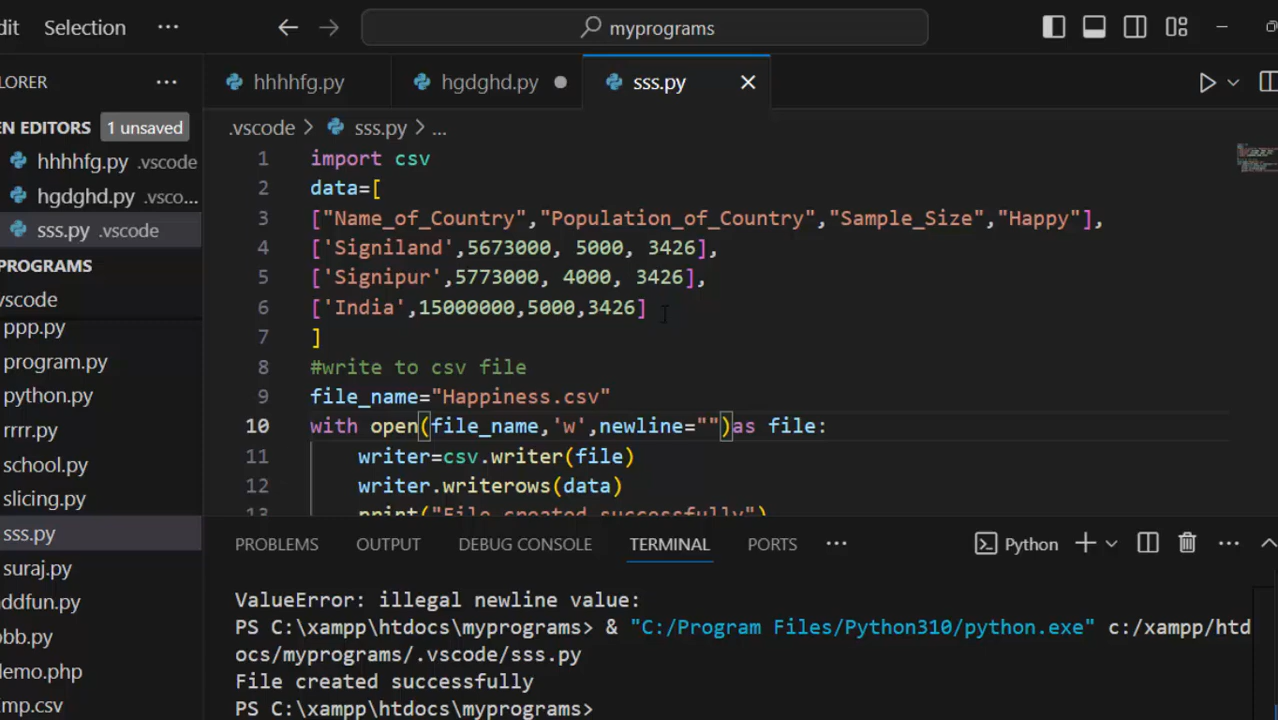 dit Selection ··· myprograms
LORER ···
hhhhfg.py hgdghd.py sss.py
EN EDITORS 1 unsaved
.vscode > sss.py > ...
hhhhfg.py .vscode
hgdghd.py .vsco...
sss.py .vscode
PROGRAMS
vscode
ppp.py
program.py
python.py
rrrr.py
school.py
slicing.py
sss.py
suraj.py
ddfun.py
bb.py
emo.php
mp.csv
1 import csv
2 data=[
3 ["Name_of_Country","Population_of_Country","Sample_Size","Happy"],
4 ['Signiland',5673000, 5000, 3426],
5 ['Signipur',5773000, 4000, 3426],
6 ['India',15000000,5000,3426]
7 ]
8 #write to csv file
9 file_name="Happiness.csv"
10 with open(file_name,'w',newline="")as file:
11 writer=csv.writer(file)
12 writer.writerows(data)
13 print("File created successfully")
PROBLEMS OUTPUT DEBUG CONSOLE TERMINAL PORTS ··· Python
ValueError: illegal newline value:
PS C:\xampp\htdocs\myprograms> & "C:/Program Files/Python310/python.exe" c:/xampp/htd
ocs/myprograms/.vscode/sss.py
File created successfully
PS C:\xampp\htdocs\myprograms>